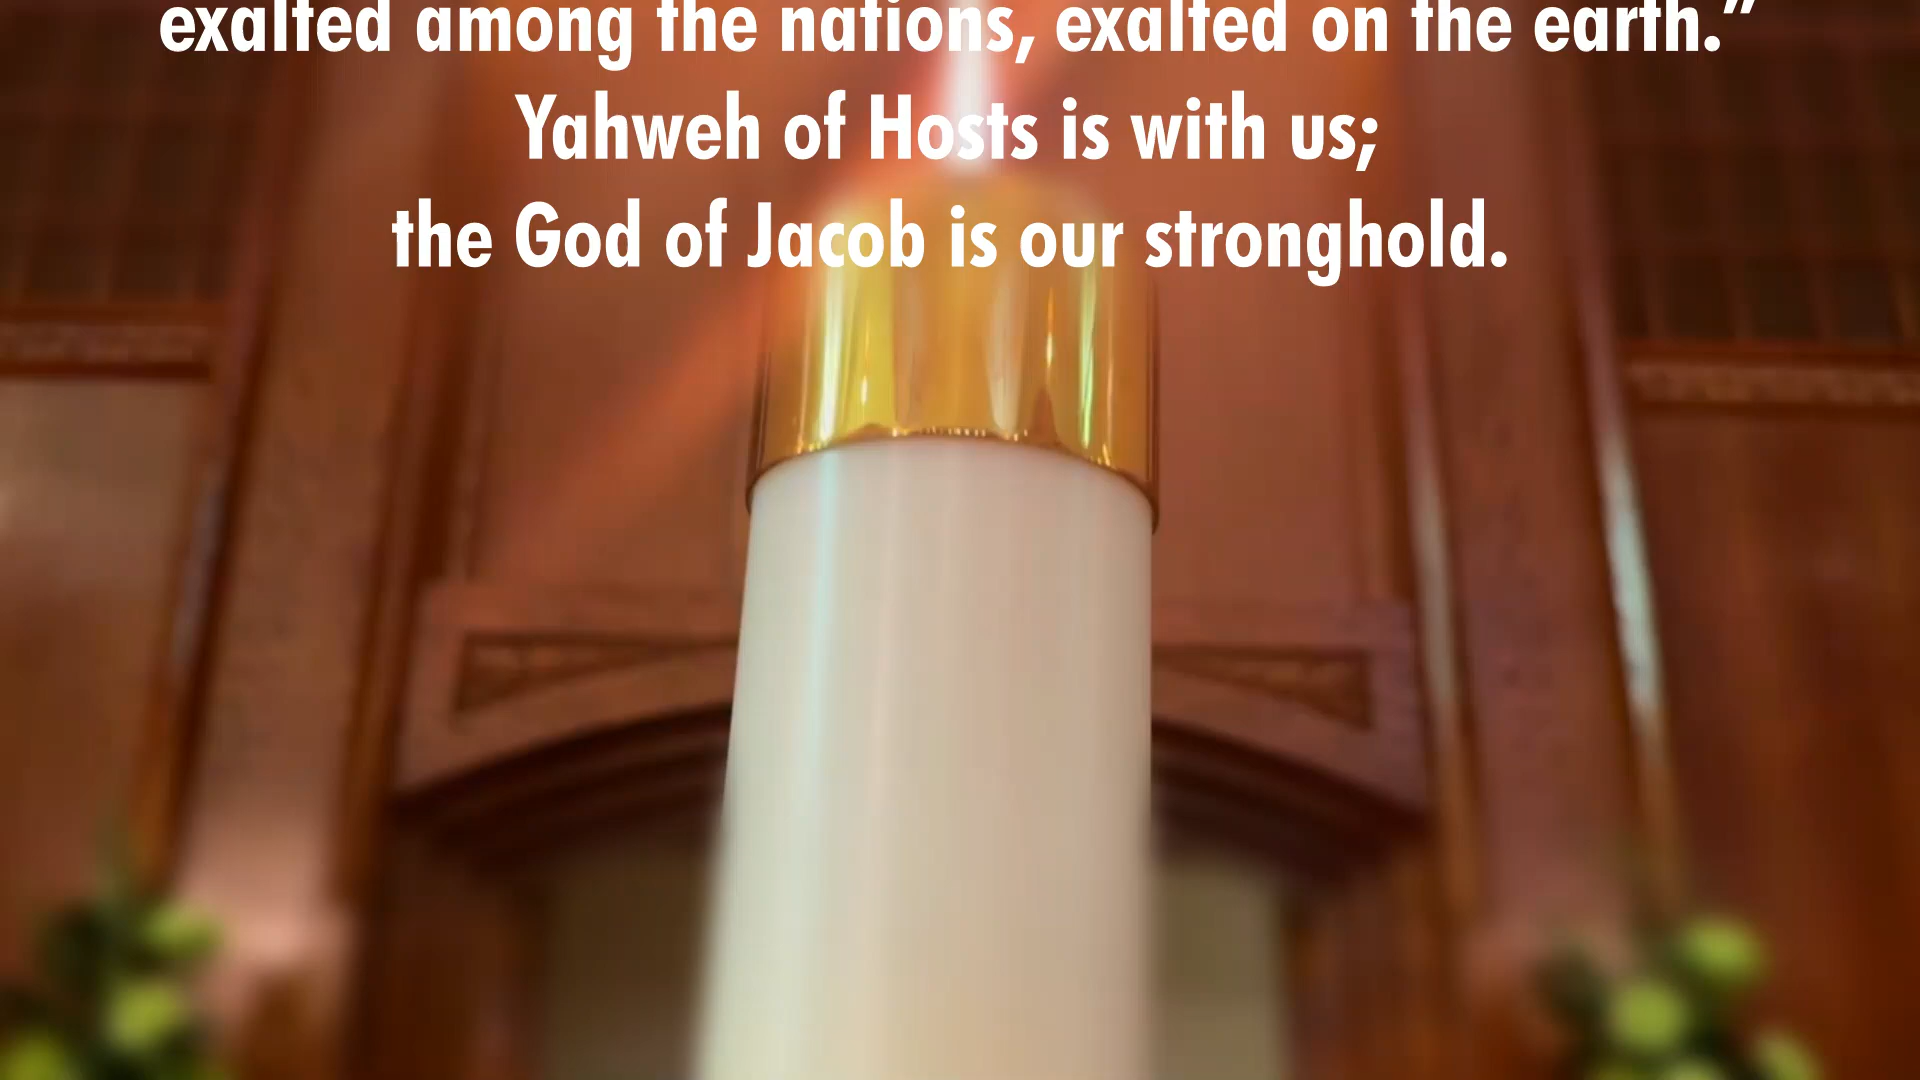 exalted among the nations, exalted on the earth.”
Yahweh of Hosts is with us;
the God of Jacob is our stronghold.